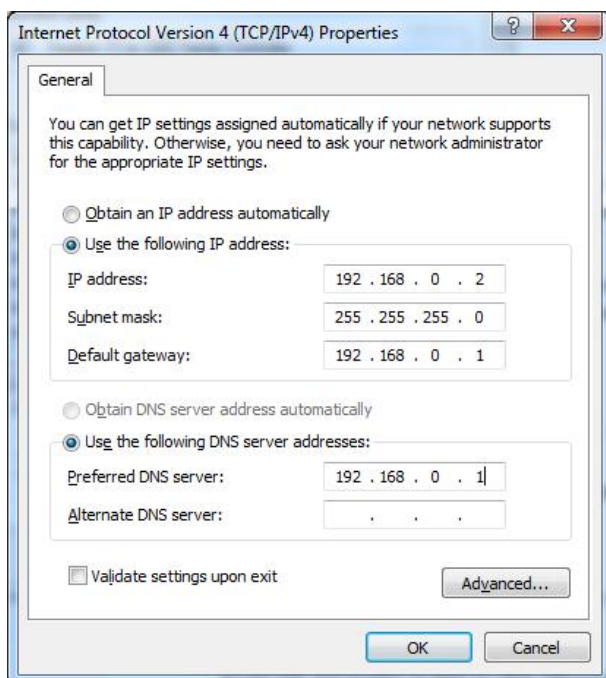 Internet Protocol Version 4 (TCP/IPv4) Properties
General
You can get IP settings assigned automatically if your network supports
this capability. Otherwise, you need to ask your network administrator
for the appropriate IP settings.
Obtain an IP address automatically
Use the following IP address:
IP address: 192 . 168 . 0 . 2
Subnet mask: 255 . 255 . 255 . 0
Default gateway: 192 . 168 . 0 . 1
Obtain DNS server address automatically
Use the following DNS server addresses:
Preferred DNS server: 192 . 168 . 0 . 1
Alternate DNS server: . . .
Validate settings upon exit
Advanced...
OK Cancel